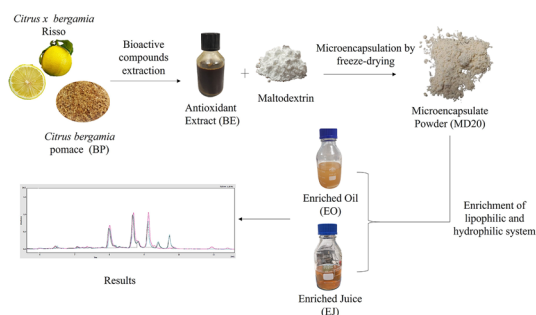 Citrus x bergamia
Risso
Bioactive
compounds
extraction
Antioxidant
Extract (BE)
+
Maltodextrin
Microencapsulation by
freeze-drying
Microencapsulate
Powder (MD20)
Citrus bergamia
pomace (BP)
Enriched Oil
(EO)
Enrichment of
lipophilic and
hydrophilic system
Enriched Juice
(EJ)
Results